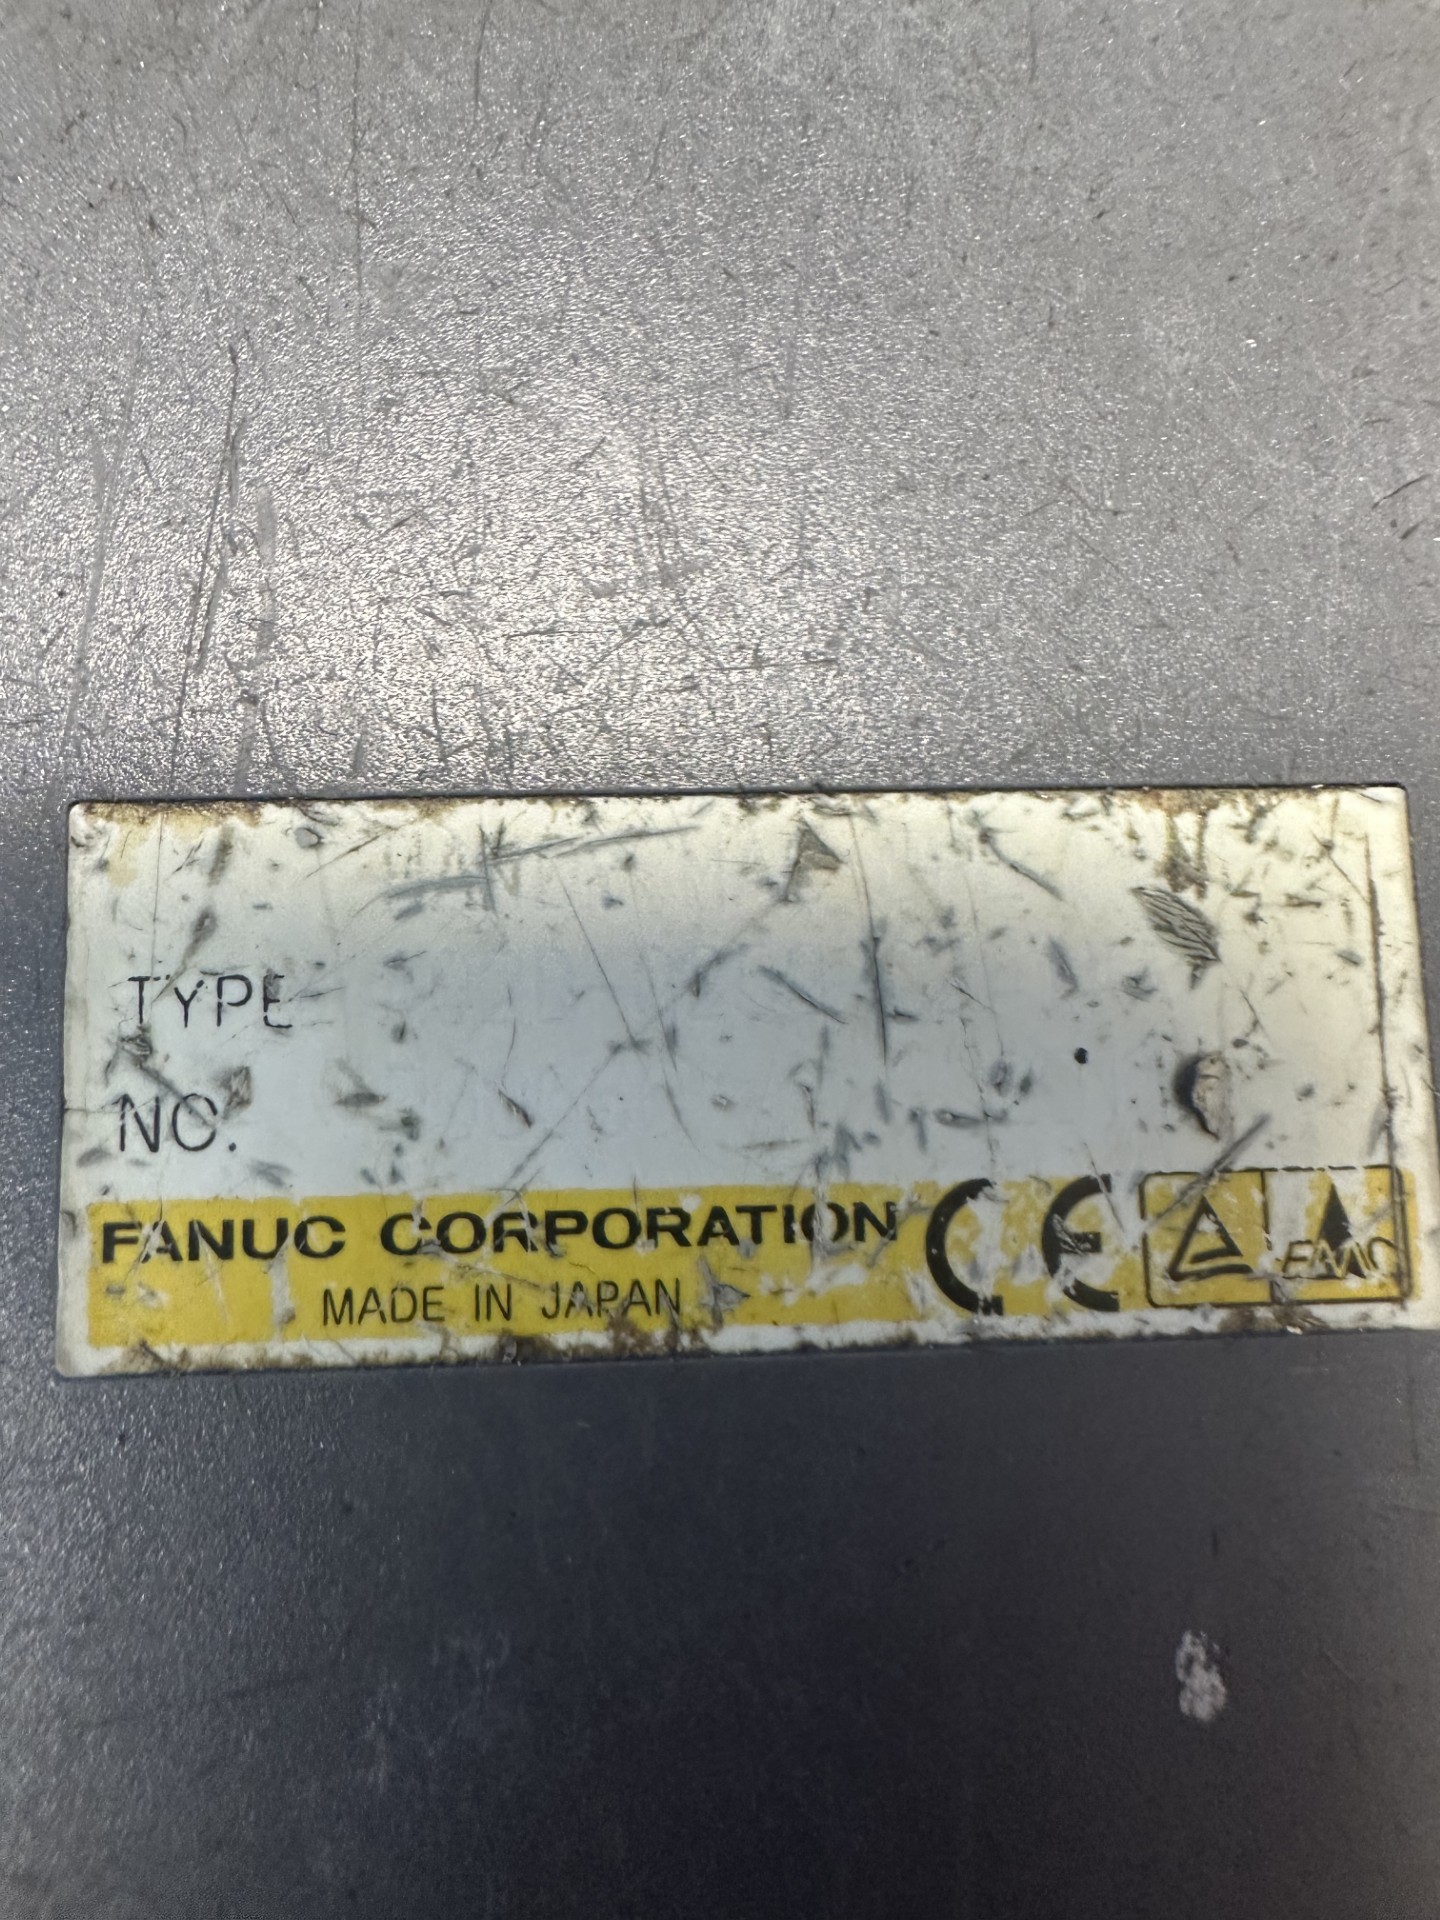 TYPE
NO.
FANUC CORPORATION CE
MADE IN JAPAN